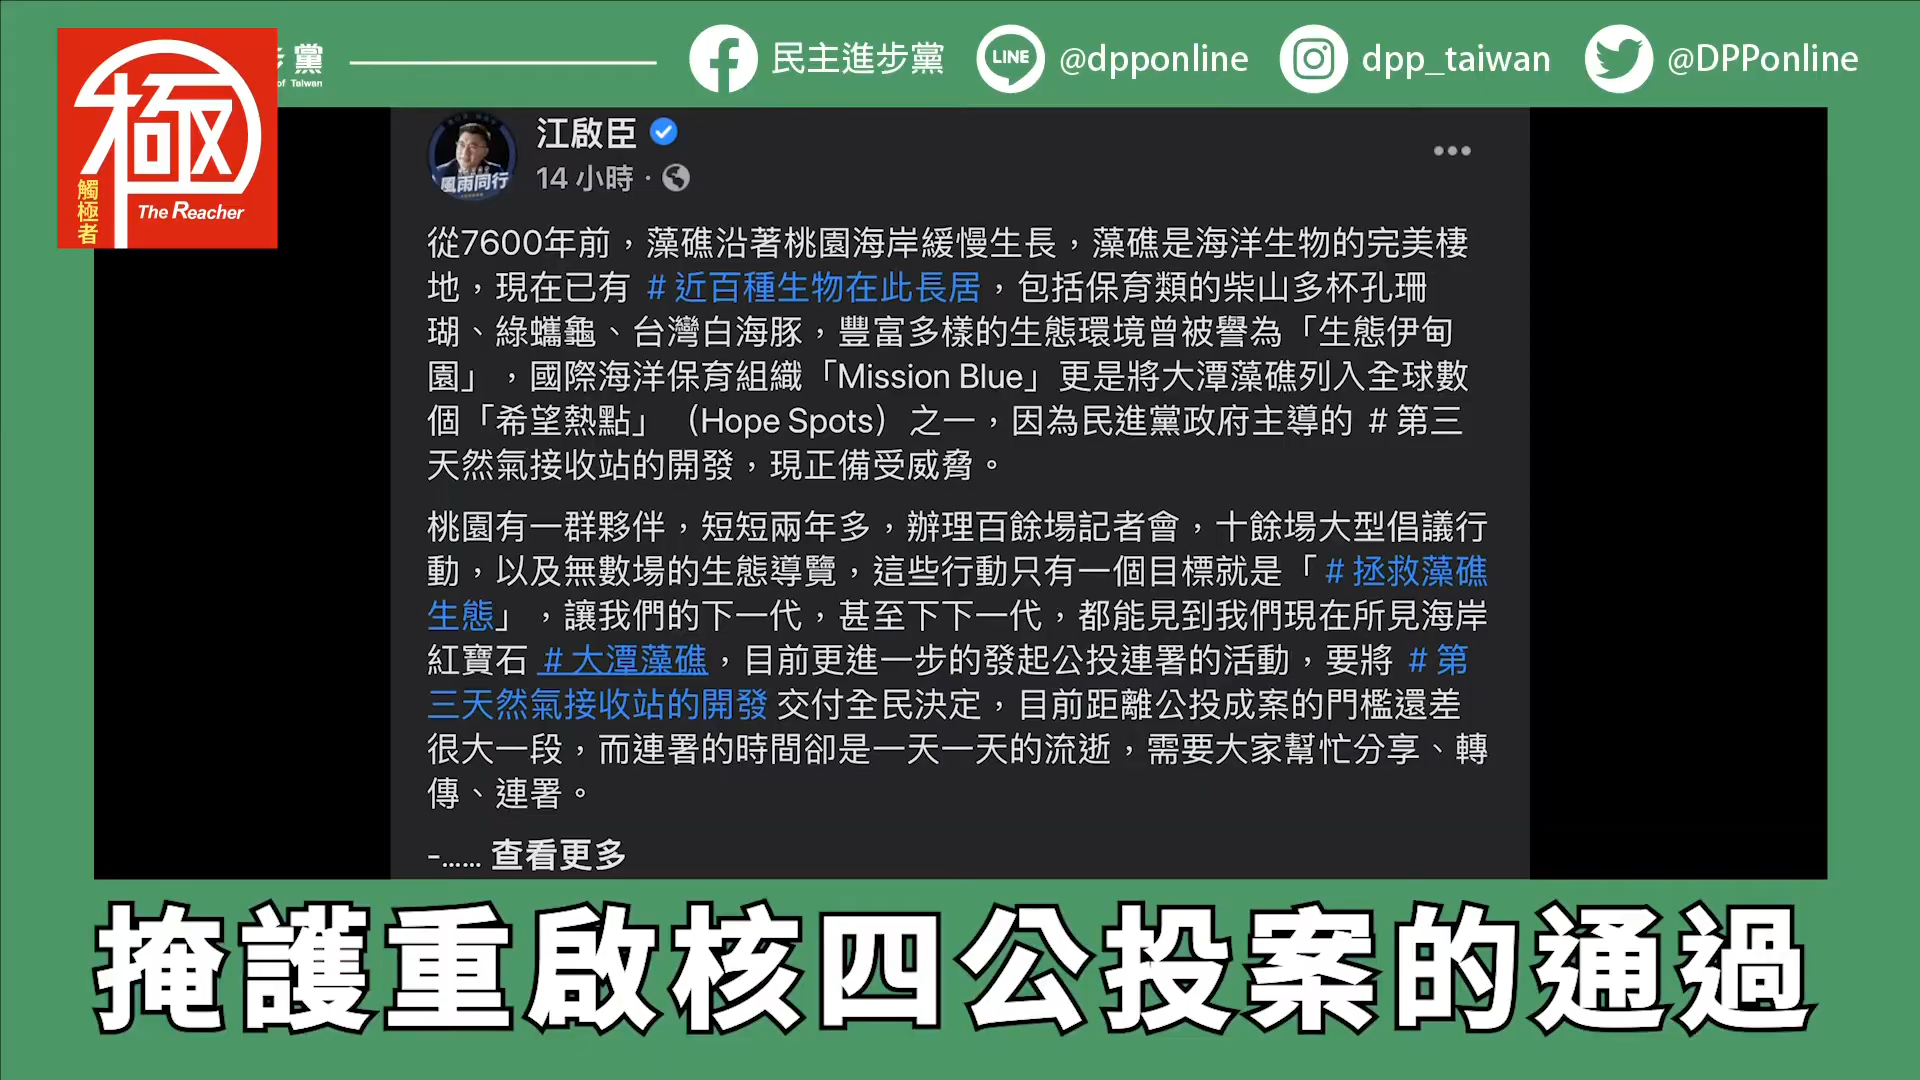 極
觸極者
The Reacher
黨
of Taiwan
民主進步黨
LINE
@dpponline
dpp_taiwan
@DPPonline
風雨同行
江啟臣
14 小時 ·
從7600年前，藻礁沿著桃園海岸緩慢生長，藻礁是海洋生物的完美棲
地，現在已有 #近百種生物在此長居，包括保育類的柴山多杯孔珊
瑚、綠蠵龜、台灣白海豚，豐富多樣的生態環境曾被譽為「生態伊甸
園」，國際海洋保育組織「Mission Blue」更是將大潭藻礁列入全球數
個「希望熱點」（Hope Spots）之一，因為民進黨政府主導的 #第三
天然氣接收站的開發，現正備受威脅。
桃園有一群夥伴，短短兩年多，辦理百餘場記者會，十餘場大型倡議行
動，以及無數場的生態導覽，這些行動只有一個目標就是「#拯救藻礁
生態」，讓我們的下一代，甚至下下一代，都能見到我們現在所見海岸
紅寶石 #大潭藻礁，目前更進一步的發起公投連署的活動，要將 #第
三天然氣接收站的開發 交付全民決定，目前距離公投成案的門檻還差
很大一段，而連署的時間卻是一天一天的流逝，需要大家幫忙分享、轉
傳、連署。
-...... 查看更多
掩護重啟核四公投案的通過